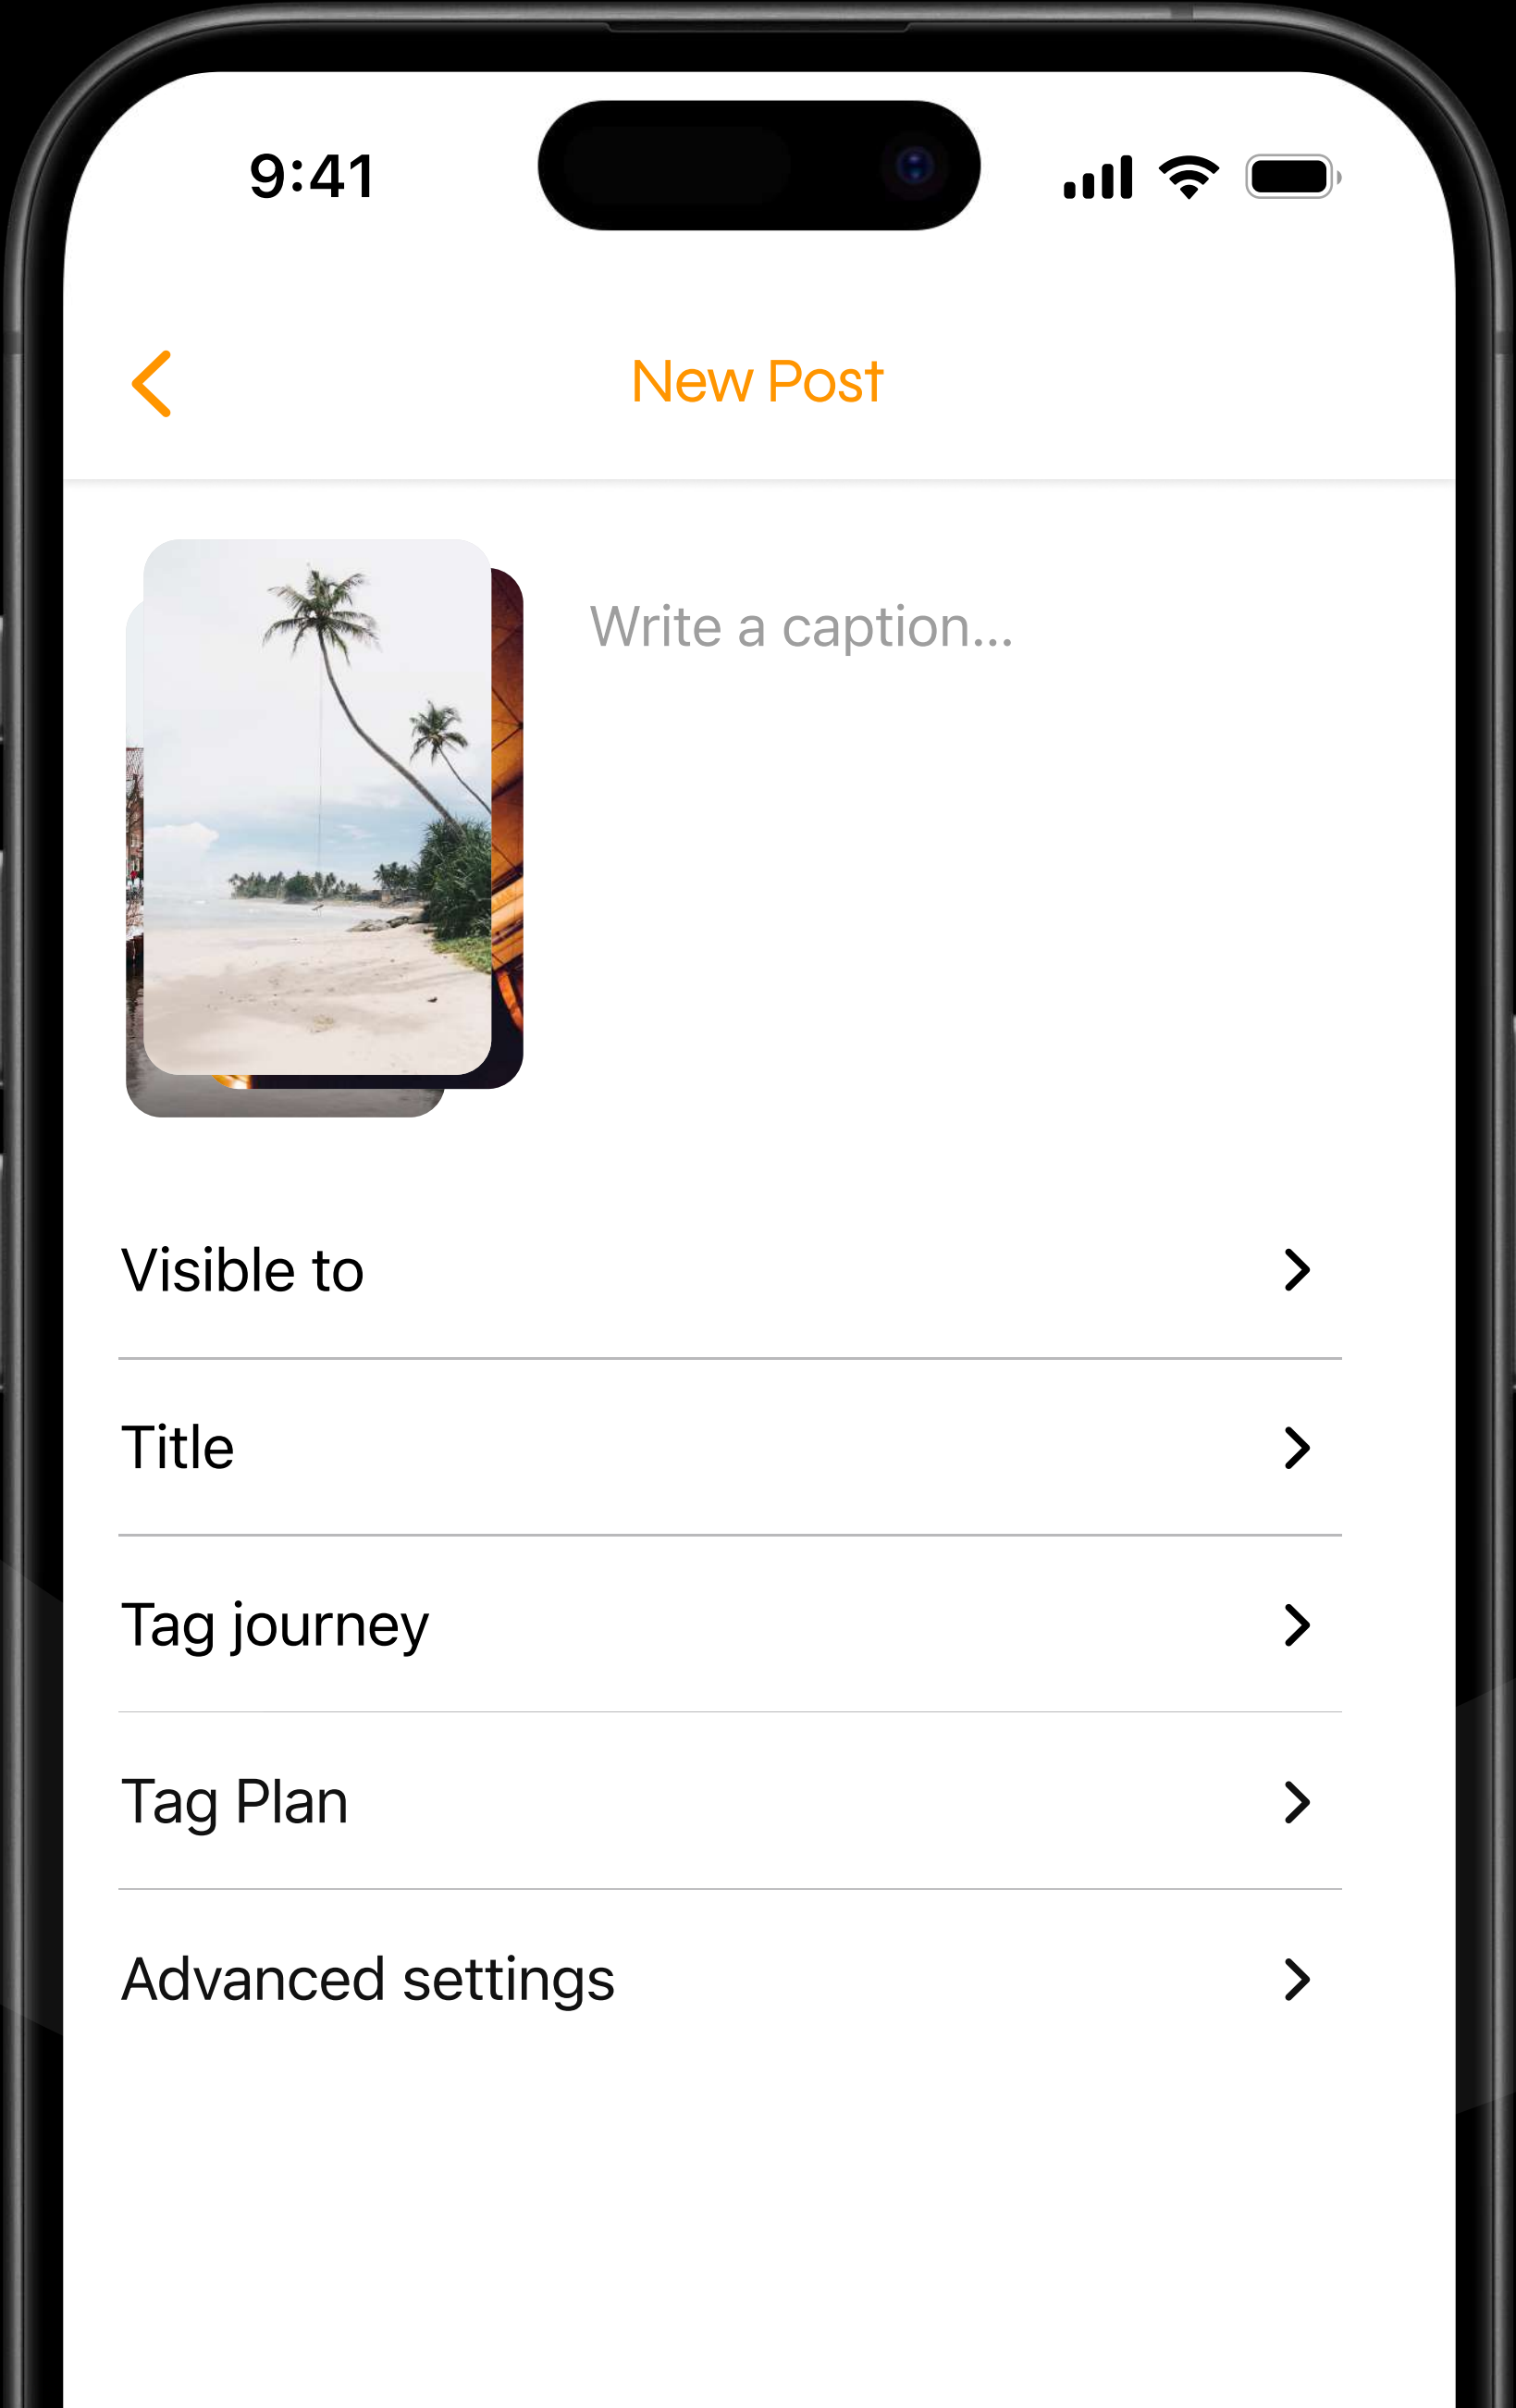 9:41
New Post
Write a caption...
Visible to
Title
Tag journey
Tag Plan
Advanced settings